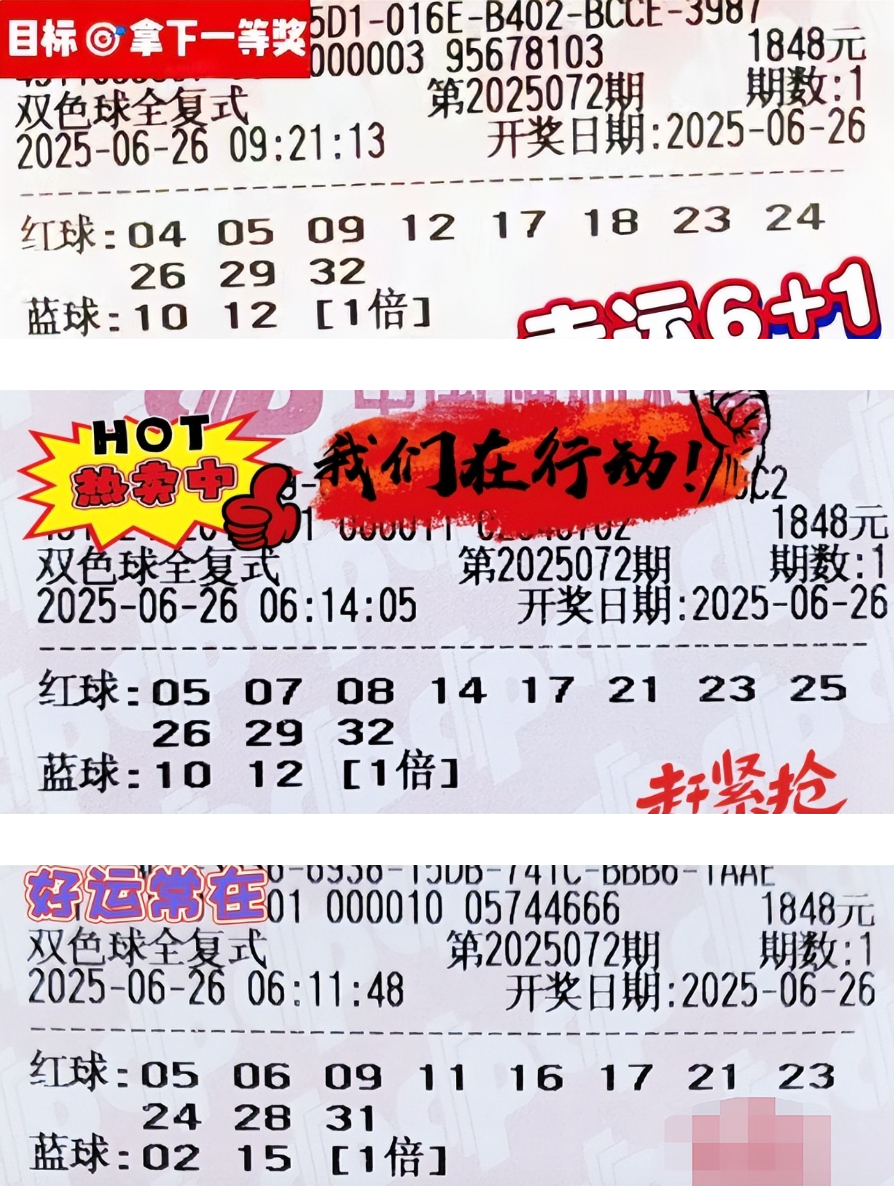 目标 拿下一等奖
5D1-016E-B402-BCCE-3987
000003 95678103 1848元
双色球全复式 第2025072期 期数:1
2025-06-26 09:21:13 开奖日期:2025-06-26
红球:04 05 09 12 17 18 23 24
26 29 32
蓝球:10 12 [1倍]
幸运6+1
HOT
热卖中
我们在行动!
C2
1848元
双色球全复式 第2025072期 期数:1
2025-06-26 06:14:05 开奖日期:2025-06-26
红球:05 07 08 14 17 21 23 25
26 29 32
蓝球:10 12 [1倍]
赶紧抢
好运常在
6938-15DB-741C-BBB6-1AAE
01 000010 05744666 1848元
双色球全复式 第2025072期 期数:1
2025-06-26 06:11:48 开奖日期:2025-06-26
红球:05 06 09 11 16 17 21 23
24 28 31
蓝球:02 15 [1倍]